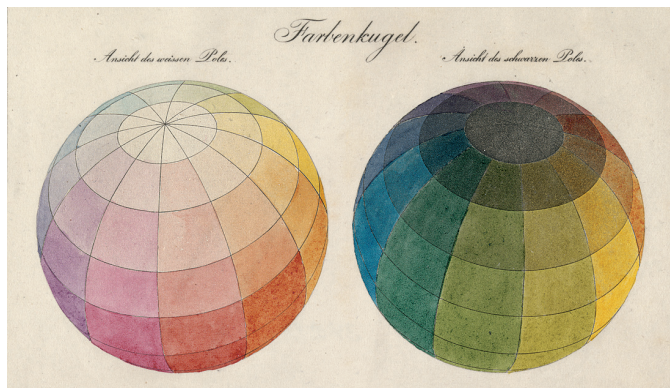 Farbenkugel.
Ansicht des weissen Poles.
Ansicht des schwarzen Poles.